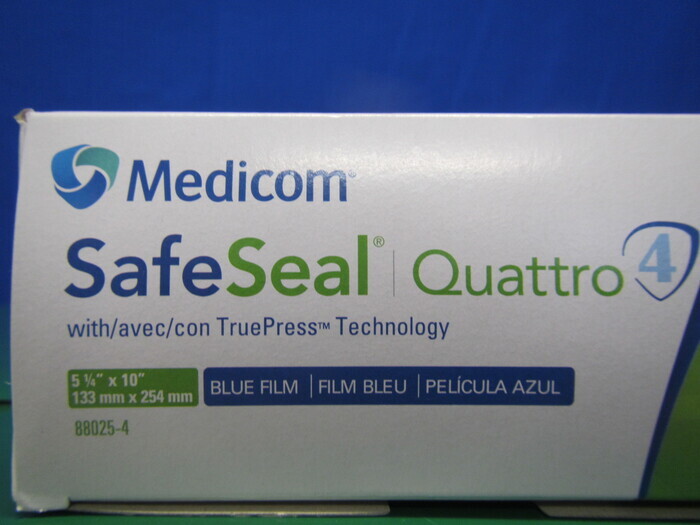 Medicom®
SafeSeal® | Quattro 4
with/avec/con TruePress™ Technology
5 ¼" x 10"
133 mm x 254 mm
BLUE FILM | FILM BLEU | PELÍCULA AZUL
88025-4